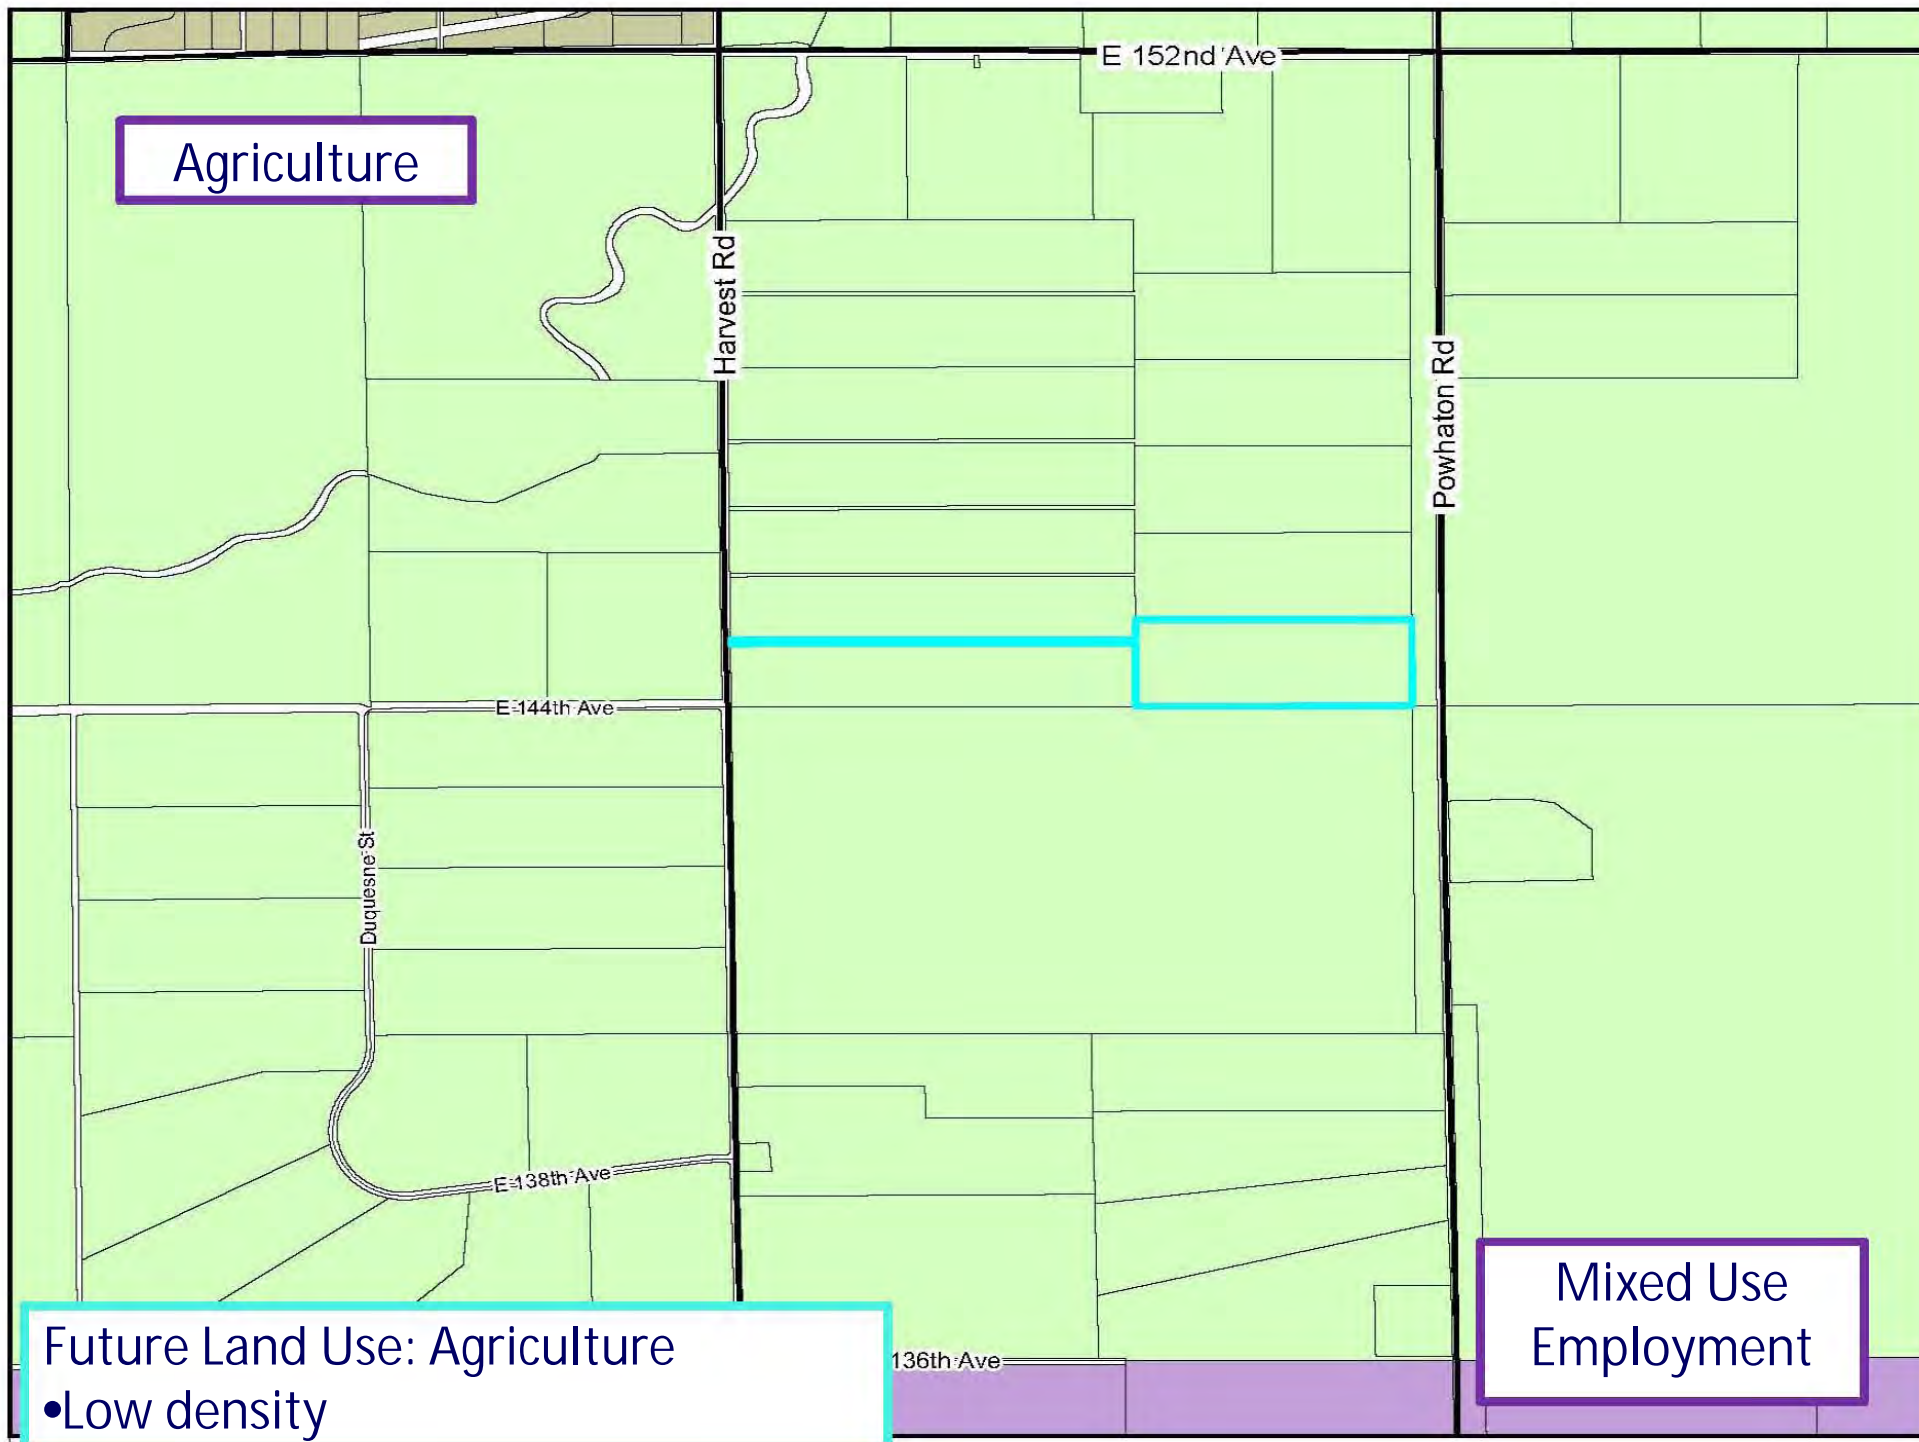 E 152nd Ave
Agriculture
Harvest Rd
Powhaton Rd
E 144th Ave
Duquesne St
E 138th Ave
Mixed Use
Employment
136th Ave
Future Land Use: Agriculture
•Low density